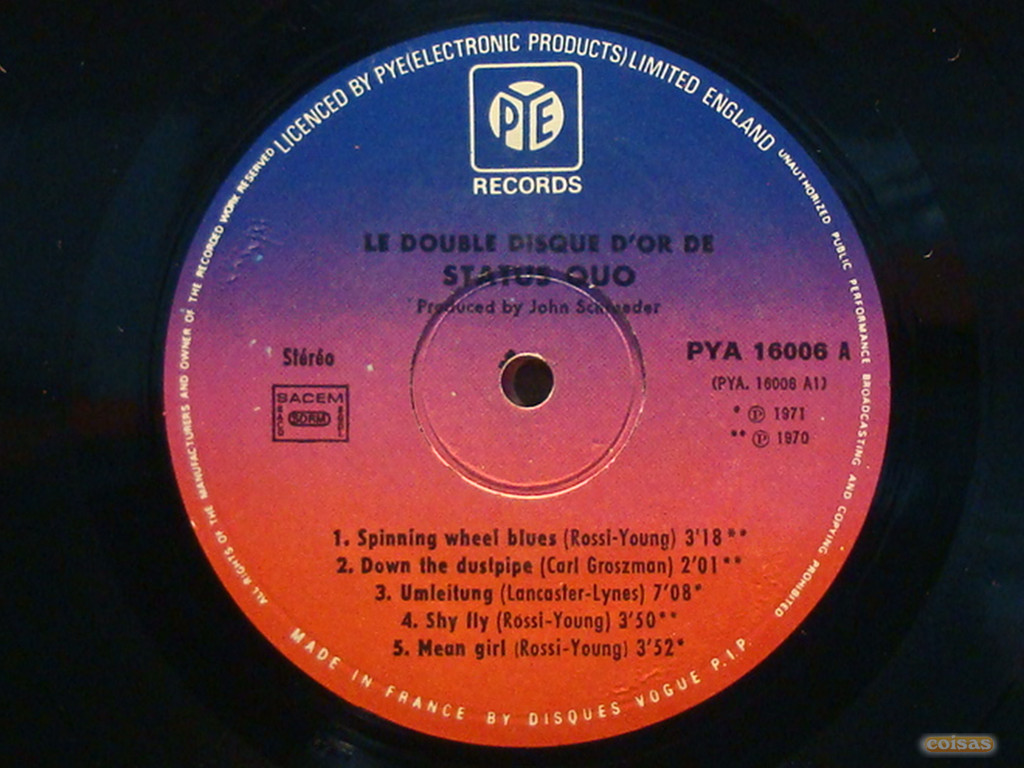 LICENCED BY PYE (ELECTRONIC PRODUCTS) LIMITED ENGLAND
UNAUTHORIZED PUBLIC PERFORMANCE BROADCASTING AND COPYING PROHIBITED
ALL RIGHTS OF THE MANUFACTURERS AND OWNER OF THE RECORDED WORK RESERVED
PYE
RECORDS
LE DOUBLE DISQUE D'OR DE
STATUS QUO
Produced by John Schroeder
Stéréo
SACEM
SACD SDRM SGDL
PYA 16006 A
(PYA. 16006 A1)
* Ⓟ 1971
** Ⓟ 1970
1. Spinning wheel blues (Rossi-Young) 3'18**
2. Down the dustpipe (Carl Groszman) 2'01**
3. Umleitung (Lancaster-Lynes) 7'08*
4. Shy fly (Rossi-Young) 3'50**
5. Mean girl (Rossi-Young) 3'52*
MADE IN FRANCE BY DISQUES VOGUE P.I.P.
coisas